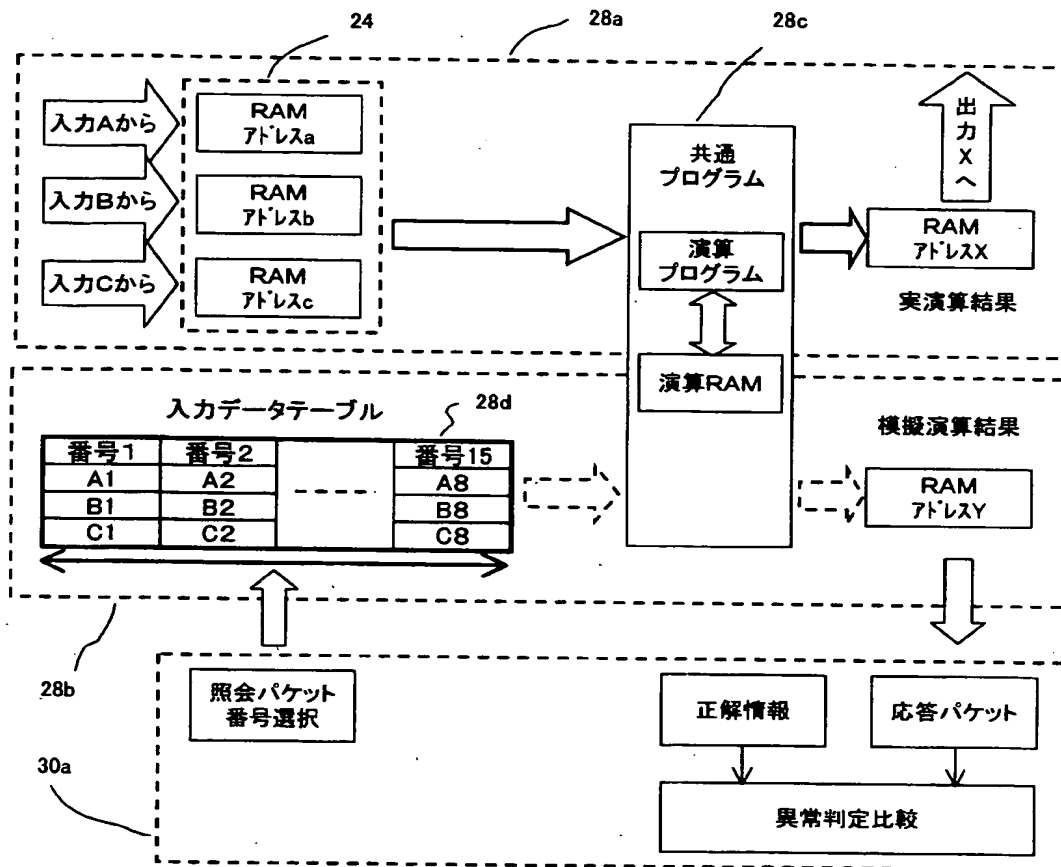 24
28a
28c
入力Aから
RAM
アドレスa
入力Bから
RAM
アドレスb
入力Cから
RAM
アドレスc
共通
プログラム
演算
プログラム
演算RAM
出力Xへ
RAM
アドレスX
実演算結果
入力データテーブル
28d
番号1
番号2
番号15
A1
A2
A8
B1
B2
B8
C1
C2
C8
模擬演算結果
RAM
アドレスY
28b
照会パケット
番号選択
正解情報
応答パケット
異常判定比較
30a